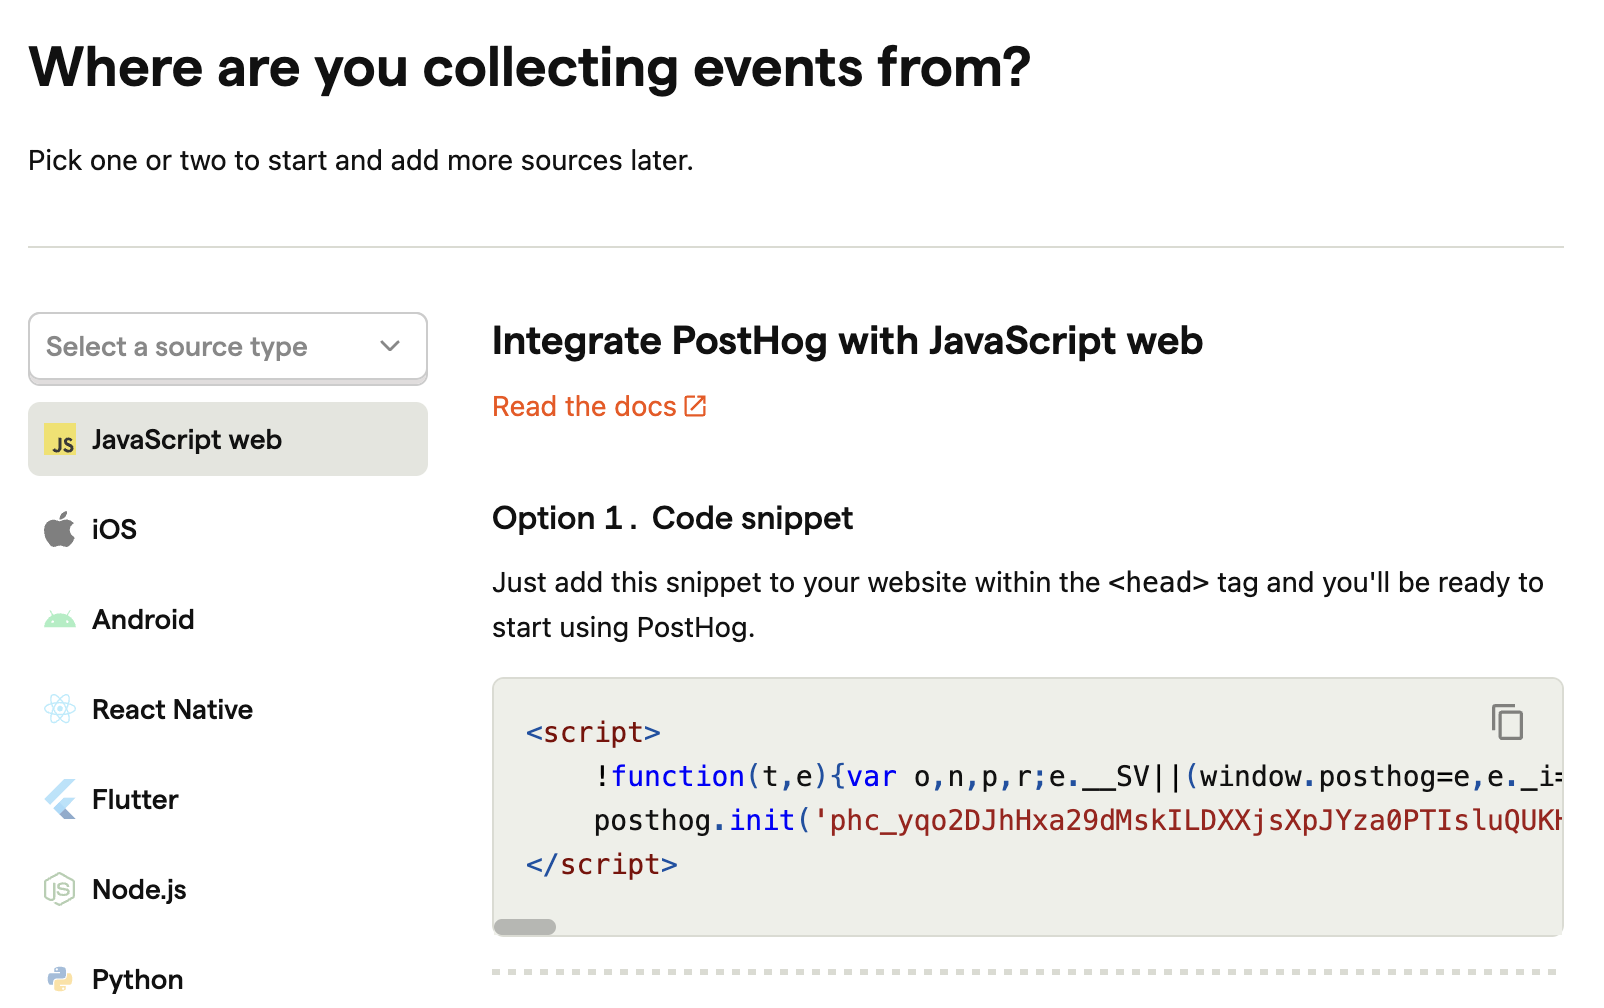 Where are you collecting events from?
Pick one or two to start and add more sources later.
Select a source type
JS JavaScript web
iOS
Android
React Native
Flutter
JS Node.js
Python
Integrate PostHog with JavaScript web
Read the docs
Option 1. Code snippet
Just add this snippet to your website within the <head> tag and you'll be ready to
start using PostHog.
<script>
!function(t,e){var o,n,p,r;e.__SV||(window.posthog=e,e._i=
posthog.init('phc_yqo2DJhHxa29dMskILDXXjsXpJYza0PTIsluQUKH
</script>